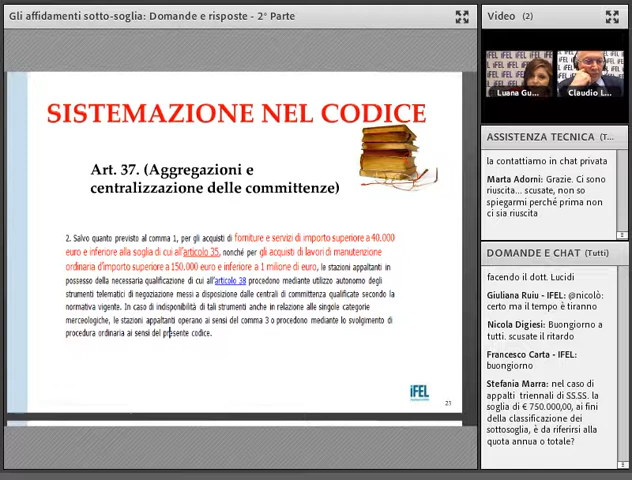 Gli affidamenti sotto-soglia: Domande e risposte - 2° Parte
SISTEMAZIONE NEL CODICE
Art. 37. (Aggregazioni e
centralizzazione delle committenze)
2. Salvo quanto previsto al comma 1, per gli acquisti di forniture e servizi di importo superiore a 40.000
euro e inferiore alla soglia di cui all'articolo 35, nonché per gli acquisti di lavori di manutenzione
ordinaria d'importo superiore a 150.000 euro e inferiore a 1 milione di euro, le stazioni appaltanti in
possesso della necessaria qualificazione di cui all'articolo 38 procedono mediante utilizzo autonomo degli
strumenti telematici di negoziazione messi a disposizione dalle centrali di committenza qualificate secondo la
normativa vigente. In caso di indisponibilità di tali strumenti anche in relazione alle singole categorie
merceologiche, le stazioni appaltanti operano ai sensi del comma 3 o procedono mediante lo svolgimento di
procedura ordinaria ai sensi del presente codice.
iFEL
21
Video (2)
Luana Gu...
Claudio L...
ASSISTENZA TECNICA (T...
la contattiamo in chat privata
Marta Adorni: Grazie. Ci sono
riuscita... scusate, non so
spiegarmi perché prima non
ci sia riuscita
DOMANDE E CHAT (Tutti)
facendo il dott. Lucidi
Giuliana Ruiu - IFEL: @nicolò:
certo ma il tempo è tiranno
Nicola Digiesi: Buongiorno a
tutti. scusate il ritardo
Francesco Carta - IFEL:
buongiorno
Stefania Marra: nel caso di
appalti triennali di SS.SS. la
soglia di € 750.000,00, ai fini
della classificazione dei
sottosoglia, è da riferirsi alla
quota annua o totale?